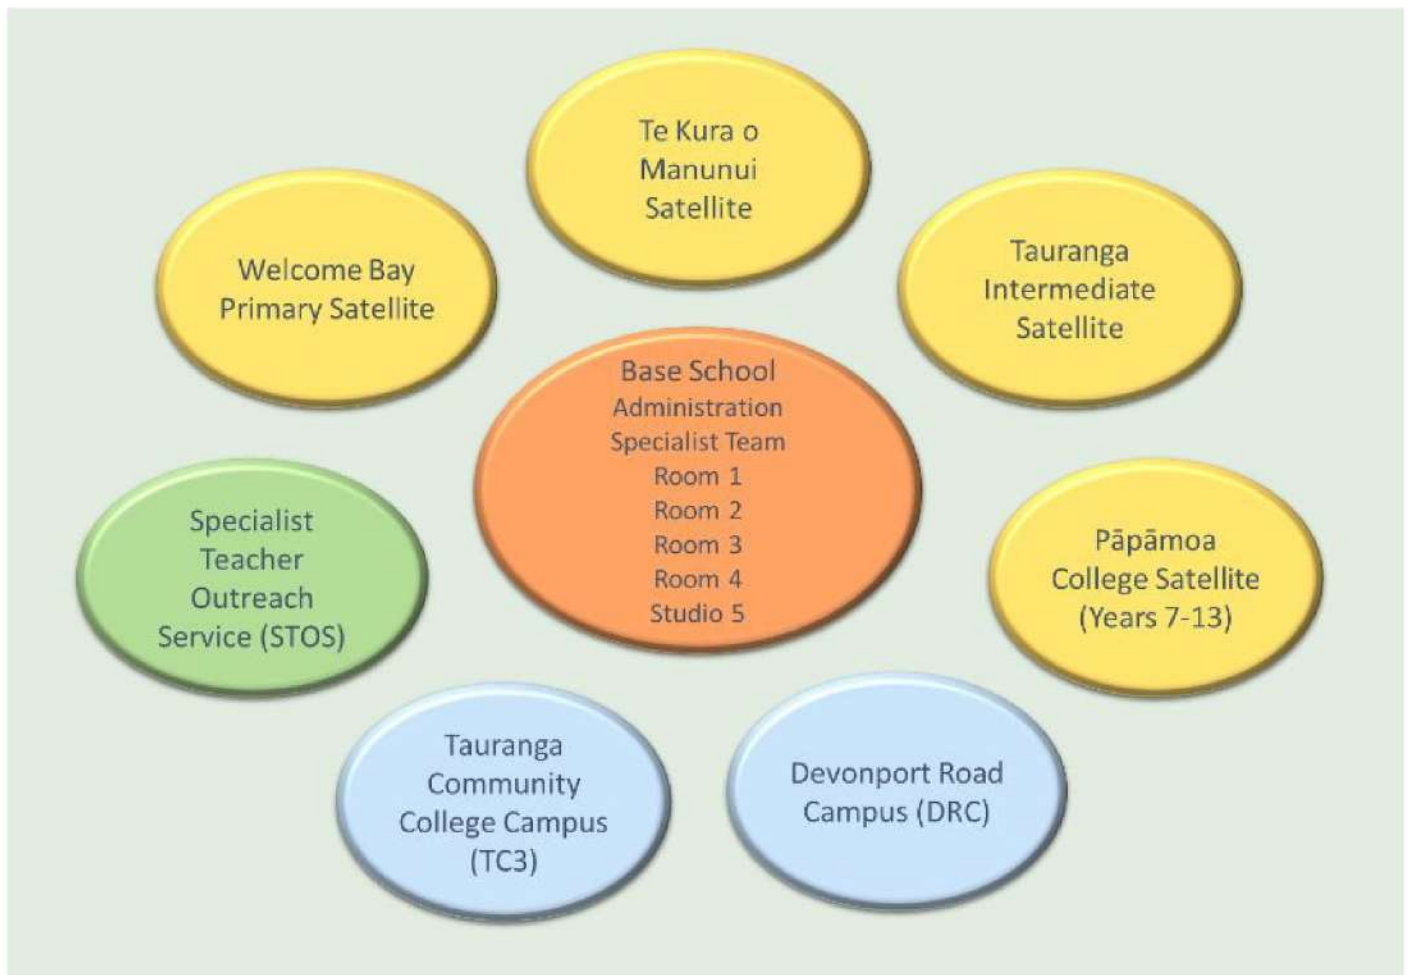 Te Kura o
Manunui
Satellite
Welcome Bay
Primary Satellite
Tauranga
Intermediate
Satellite
Base School
Administration
Specialist Team
Room 1
Room 2
Room 3
Room 4
Studio 5
Specialist
Teacher
Outreach
Service (STOS)
Pāpāmoa
College Satellite
(Years 7-13)
Tauranga
Community
College Campus
(TC3)
Devonport Road
Campus (DRC)